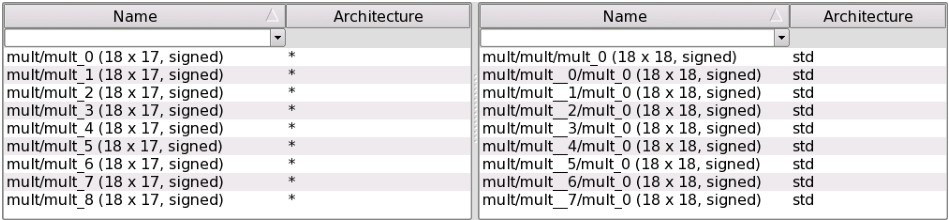 Name Architecture Name Architecture
mult/mult_0 (18 x 17, signed) * mult/mult/mult_0 (18 x 18, signed) std
mult/mult_1 (18 x 17, signed) * mult/mult__0/mult_0 (18 x 18, signed) std
mult/mult_2 (18 x 17, signed) * mult/mult__1/mult_0 (18 x 18, signed) std
mult/mult_3 (18 x 17, signed) * mult/mult__2/mult_0 (18 x 18, signed) std
mult/mult_4 (18 x 17, signed) * mult/mult__3/mult_0 (18 x 18, signed) std
mult/mult_5 (18 x 17, signed) * mult/mult__4/mult_0 (18 x 18, signed) std
mult/mult_6 (18 x 17, signed) * mult/mult__5/mult_0 (18 x 18, signed) std
mult/mult_7 (18 x 17, signed) * mult/mult__6/mult_0 (18 x 18, signed) std
mult/mult_8 (18 x 17, signed) * mult/mult__7/mult_0 (18 x 18, signed) std